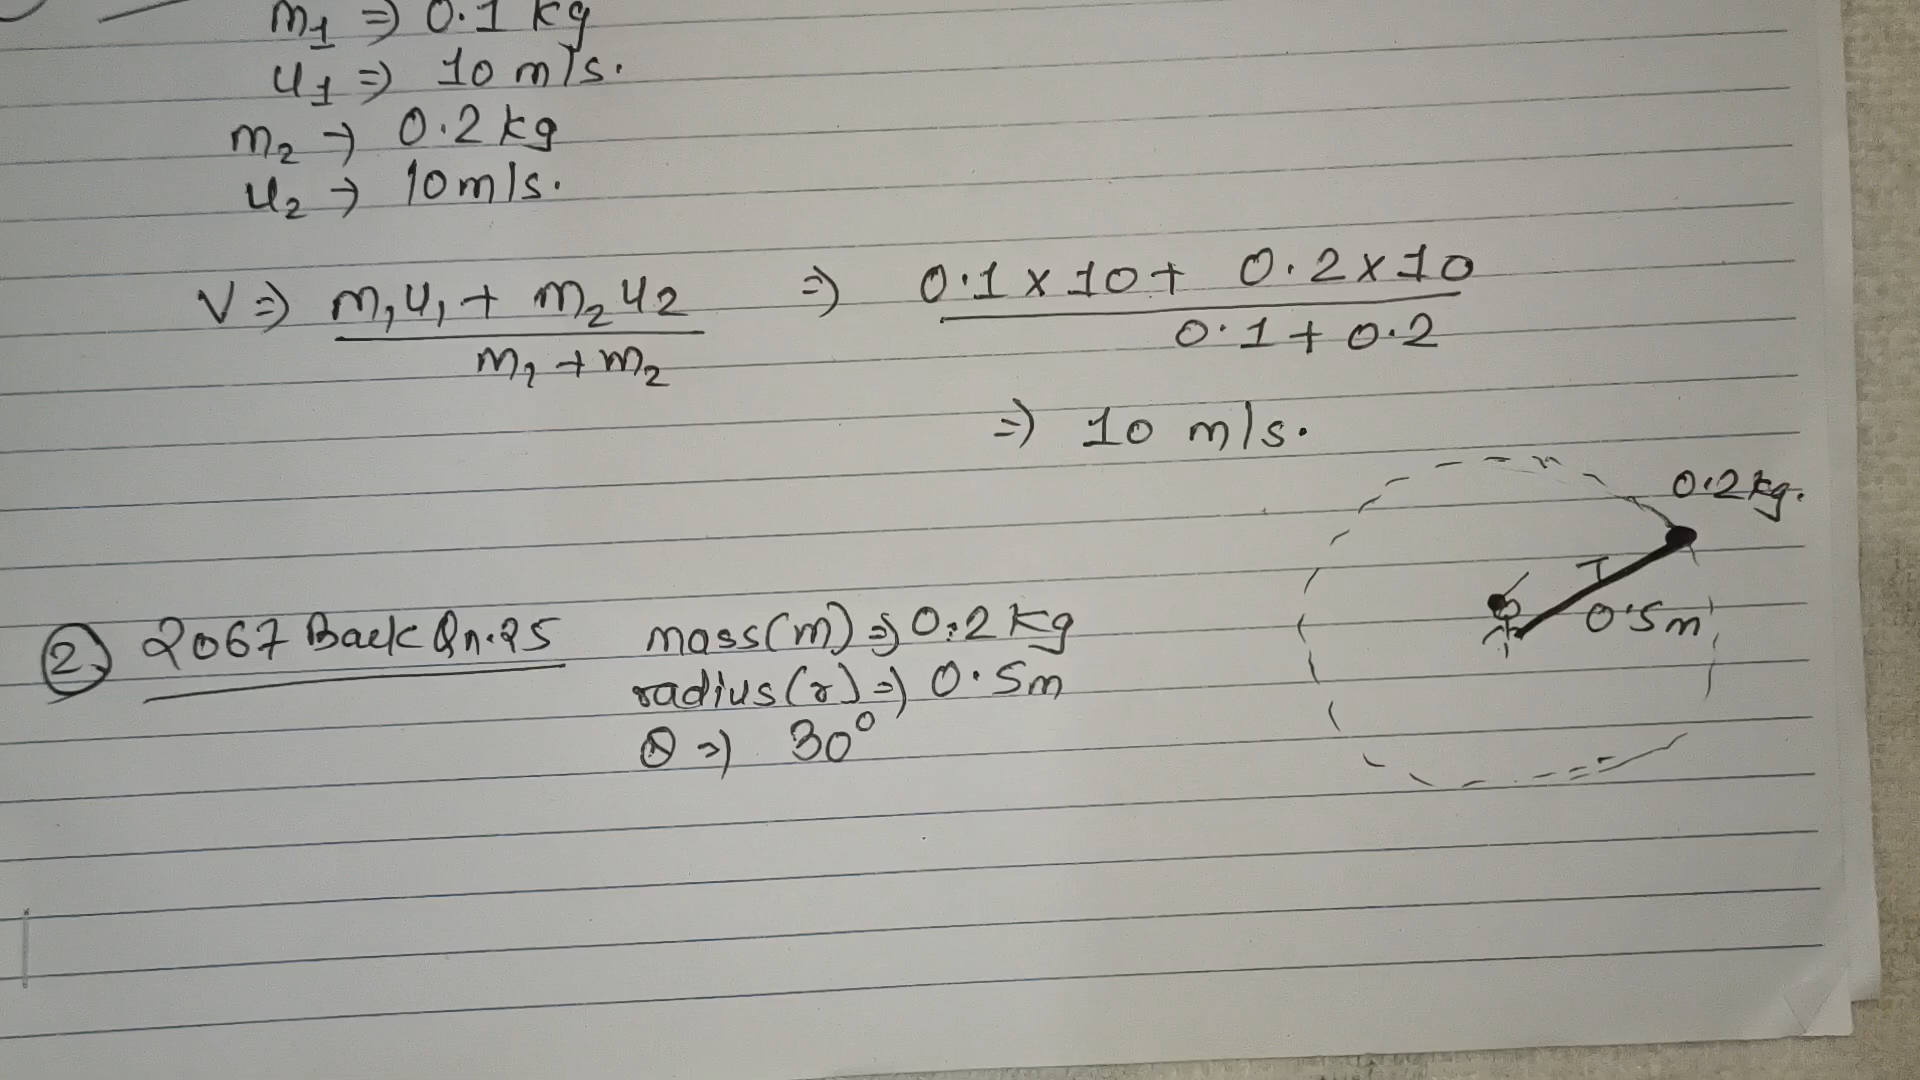 m1 => 0.1 kg
u1 => 10 m/s.
m2 → 0.2 kg
u2 → 10 m/s.
V => m1u1 + m2u2 / m1 + m2 => 0.1 x 10 + 0.2 x 10 / 0.1 + 0.2
=> 10 m/s.
0.2 kg.
T
0.5 m
② 2067 Back Qn.25 mass(m) => 0.2 kg
radius(r) => 0.5m
θ => 30°